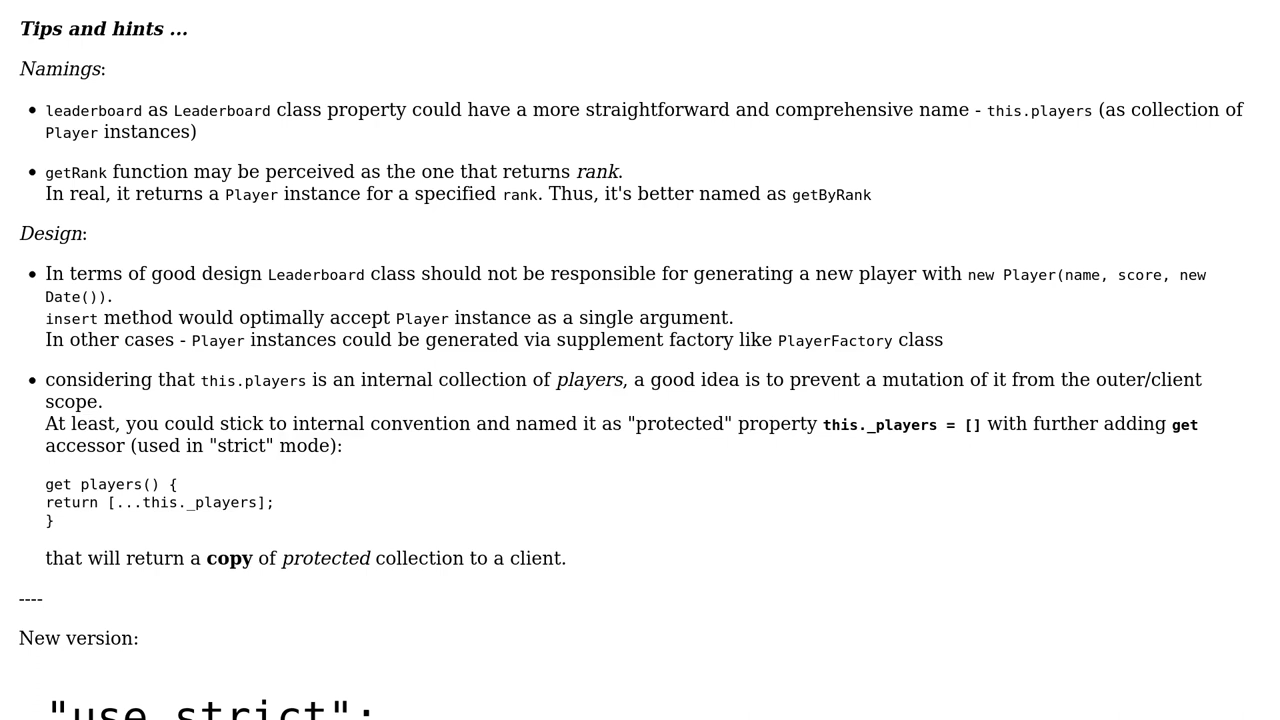 Tips and hints ...
Namings:
leaderboard as Leaderboard class property could have a more straightforward and comprehensive name - this.players (as collection of
Player instances)
getRank function may be perceived as the one that returns rank.
In real, it returns a Player instance for a specified rank. Thus, it's better named as getByRank
Design:
In terms of good design Leaderboard class should not be responsible for generating a new player with new Player(name, score, new
Date()).
insert method would optimally accept Player instance as a single argument.
In other cases - Player instances could be generated via supplement factory like PlayerFactory class
considering that this.players is an internal collection of players, a good idea is to prevent a mutation of it from the outer/client
scope.
At least, you could stick to internal convention and named it as "protected" property this._players = [] with further adding get
accessor (used in "strict" mode):
get players() {
return [...this._players];
}
that will return a copy of protected collection to a client.
----
New version:
"use strict";